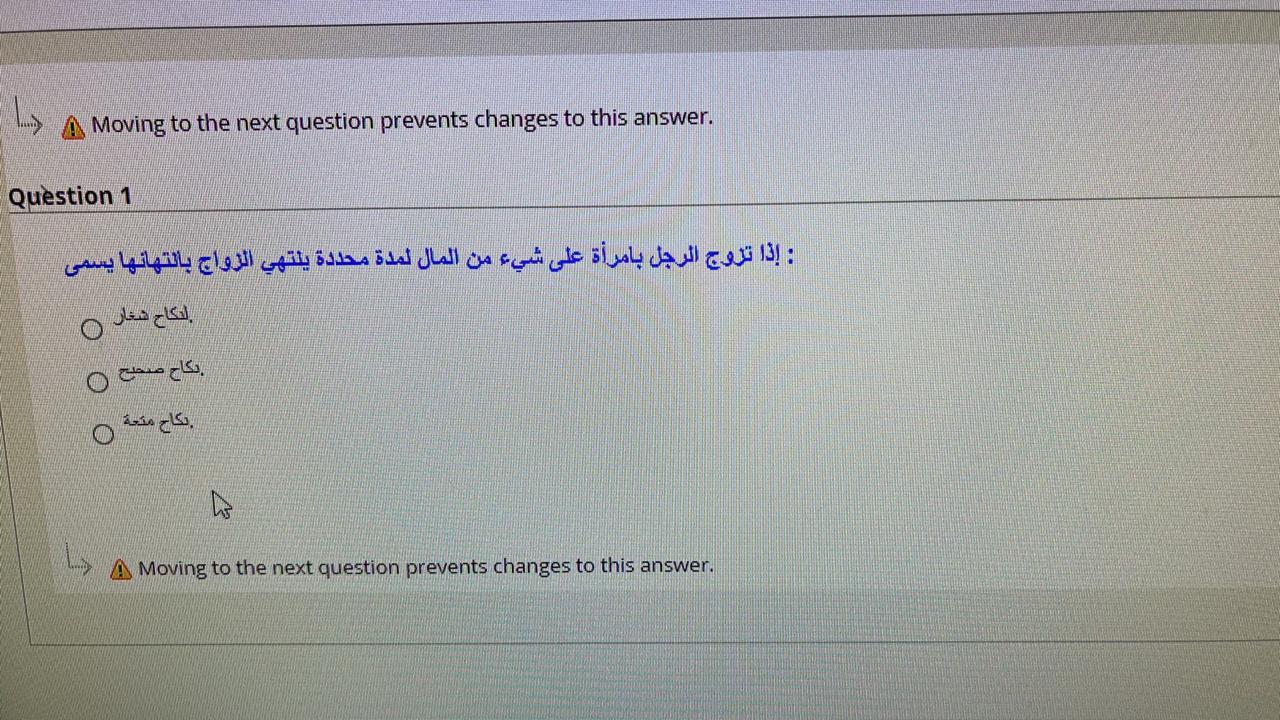 Moving to the next question prevents changes to this answer.
Question 1
إذا تزوج الرجل بامرأة على شيء من المال لمدة محددة ينتهي الزواج بانتهائها يسمى :
نكاح شغار.
نكاح صحيح.
نكاح متعة.
Moving to the next question prevents changes to this answer.